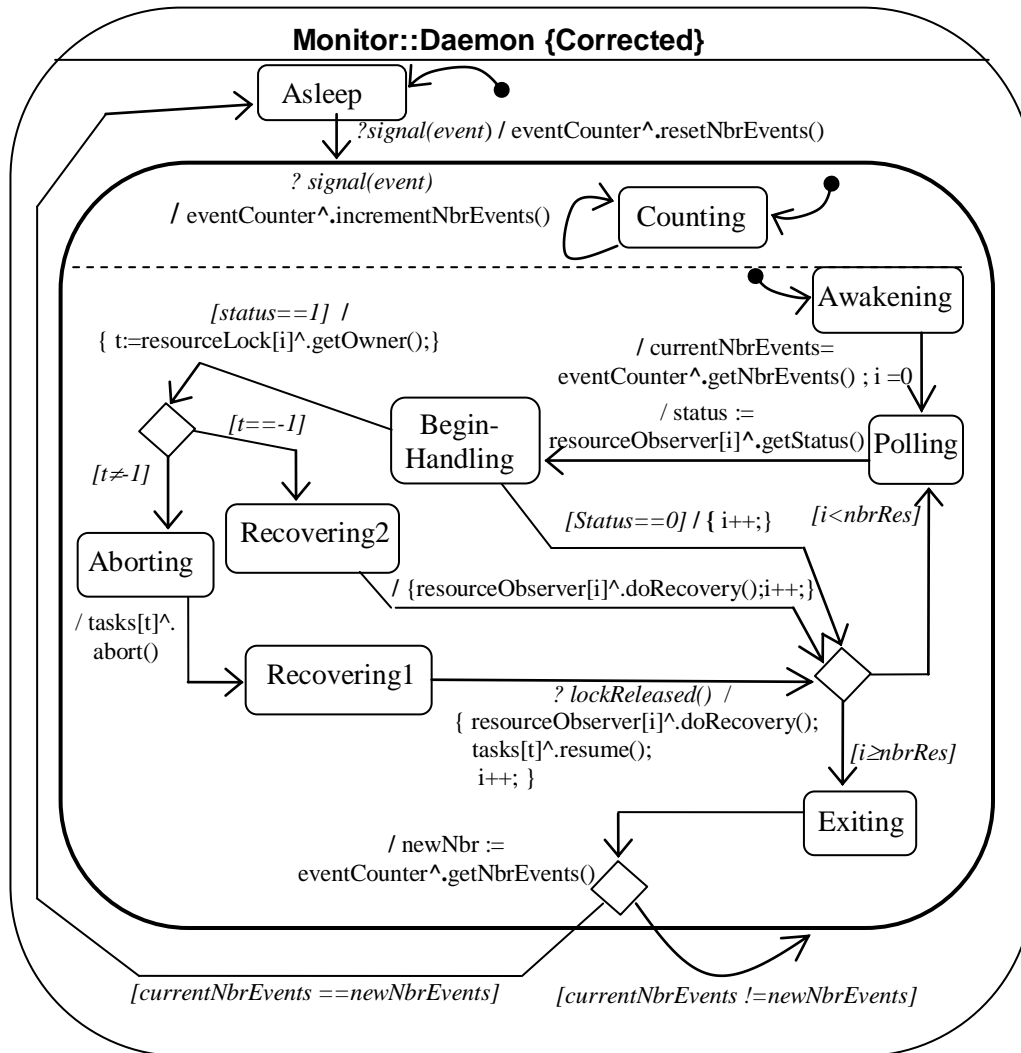 Monitor::Daemon {Corrected}
Asleep
?signal(event) / eventCounter^.resetNbrEvents()
? signal(event)
/ eventCounter^.incrementNbrEvents()
Counting
Awakening
[status==1] /
{ t:=resourceLock[i]^.getOwner();}
/ currentNbrEvents=
eventCounter^.getNbrEvents() ; i =0
/ status :=
resourceObserver[i]^.getStatus()
Polling
Begin-
Handling
[t==-1]
[t≠-1]
[Status==0] / { i++;}
[i<nbrRes]
Recovering2
Aborting
/ {resourceObserver[i]^.doRecovery();i++;}
/ tasks[t]^.
abort()
Recovering1
? lockReleased() /
{ resourceObserver[i]^.doRecovery();
tasks[t]^.resume();
i++; }
[i≥nbrRes]
Exiting
/ newNbr :=
eventCounter^.getNbrEvents()
[currentNbrEvents ==newNbrEvents]
[currentNbrEvents !=newNbrEvents]